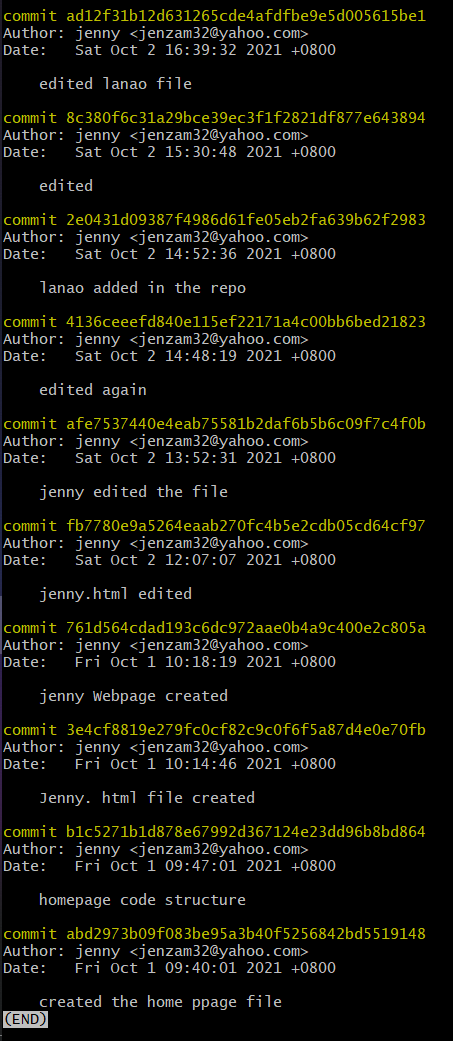 commit ad12f31b12d631265cde4afdfbe9e5d005615be1
Author: jenny <jenzam32@yahoo.com>
Date:   Sat Oct 2 16:39:32 2021 +0800
    edited lanao file
commit 8c380f6c31a29bce39ec3f1f2821df877e643894
Author: jenny <jenzam32@yahoo.com>
Date:   Sat Oct 2 15:30:48 2021 +0800
    edited
commit 2e0431d09387f4986d61fe05eb2fa639b62f2983
Author: jenny <jenzam32@yahoo.com>
Date:   Sat Oct 2 14:52:36 2021 +0800
    lanao added in the repo
commit 4136ceeefd840e115ef22171a4c00bb6bed21823
Author: jenny <jenzam32@yahoo.com>
Date:   Sat Oct 2 14:48:19 2021 +0800
    edited again
commit afe7537440e4eab75581b2daf6b5b6c09f7c4f0b
Author: jenny <jenzam32@yahoo.com>
Date:   Sat Oct 2 13:52:31 2021 +0800
    jenny edited the file
commit fb7780e9a5264eaab270fc4b5e2cdb05cd64cf97
Author: jenny <jenzam32@yahoo.com>
Date:   Sat Oct 2 12:07:07 2021 +0800
    jenny.html edited
commit 761d564cdad193c6dc972aae0b4a9c400e2c805a
Author: jenny <jenzam32@yahoo.com>
Date:   Fri Oct 1 10:18:19 2021 +0800
    jenny Webpage created
commit 3e4cf8819e279fc0cf82c9c0f6f5a87d4e0e70fb
Author: jenny <jenzam32@yahoo.com>
Date:   Fri Oct 1 10:14:46 2021 +0800
    Jenny. html file created
commit b1c5271b1d878e67992d367124e23dd96b8bd864
Author: jenny <jenzam32@yahoo.com>
Date:   Fri Oct 1 09:47:01 2021 +0800
    homepage code structure
commit abd2973b09f083be95a3b40f5256842bd5519148
Author: jenny <jenzam32@yahoo.com>
Date:   Fri Oct 1 09:40:01 2021 +0800
    created the home ppage file
(END)